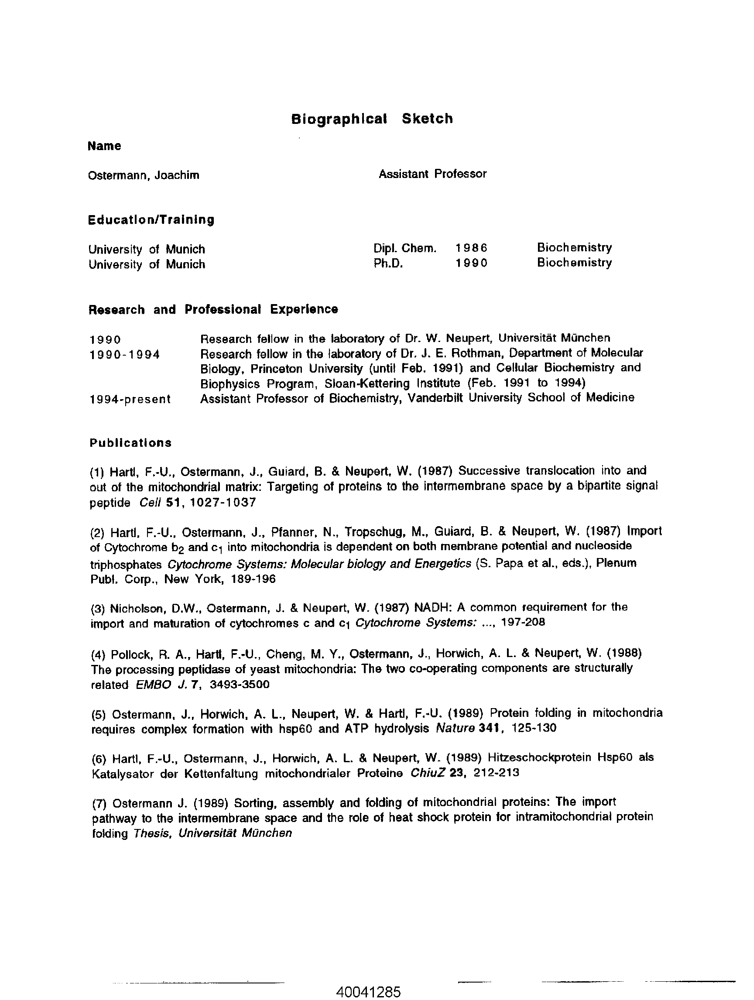 Biographical Sketch
Name
Ostermann, Joachim Assistant Professor
Education/Training
University of Munich Dipl. Chem. 1986 Biochemistry
University of Munich Ph.D. 1990 Biochemistry
Research and Professional Experience
1990 Research fellow in the laboratory of Dr. W. Neupert, Universität München
1990-1994 Research fellow in the laboratory of Dr. J. E. Rothman, Department of Molecular
Biology, Princeton University (until Feb. 1991) and Cellular Biochemistry and
Biophysics Program, Sloan-Kettering Institute (Feb. 1991 to 1994)
1994-present Assistant Professor of Biochemistry, Vanderbilt University School of Medicine
Publications
(1) Hartl, F.-U., Ostermann, J., Guiard, B. & Neupert, W. (1987) Successive translocation into and
out of the mitochondrial matrix: Targeting of proteins to the intermembrane space by a bipartite signal
peptide Cell 51, 1027-1037
(2) Hartl, F.-U., Ostermann, J., Pfanner, N., Tropschug, M., Guiard, B. & Neupert, W. (1987) Import
of Cytochrome b2 and c1 into mitochondria is dependent on both membrane potential and nucleoside
triphosphates Cytochrome Systems: Molecular biology and Energetics (S. Papa et al., eds.), Plenum
Publ. Corp., New York, 189-196
(3) Nicholson, D.W., Ostermann, J. & Neupert, W. (1987) NADH: A common requirement for the
import and maturation of cytochromes c and c1 Cytochrome Systems: ..., 197-208
(4) Pollock, R. A., Hartl, F.-U., Cheng, M. Y., Ostermann, J., Horwich, A. L. & Neupert, W. (1988)
The processing peptidase of yeast mitochondria: The two co-operating components are structurally
related EMBO J. 7, 3493-3500
(5) Ostermann, J., Horwich, A. L., Neupert, W. & Hartl, F.-U. (1989) Protein folding in mitochondria
requires complex formation with hsp60 and ATP hydrolysis Nature 341, 125-130
(6) Hartl, F.-U., Ostermann, J., Horwich, A. L. & Neupert, W. (1989) Hitzeschockprotein Hsp60 als
Katalysator der Kettenfaltung mitochondrialer Proteine ChiuZ 23, 212-213
(7) Ostermann J. (1989) Sorting, assembly and folding of mitochondrial proteins: The import
pathway to the intermembrane space and the role of heat shock protein for intramitochondrial protein
folding Thesis, Universität München
40041285